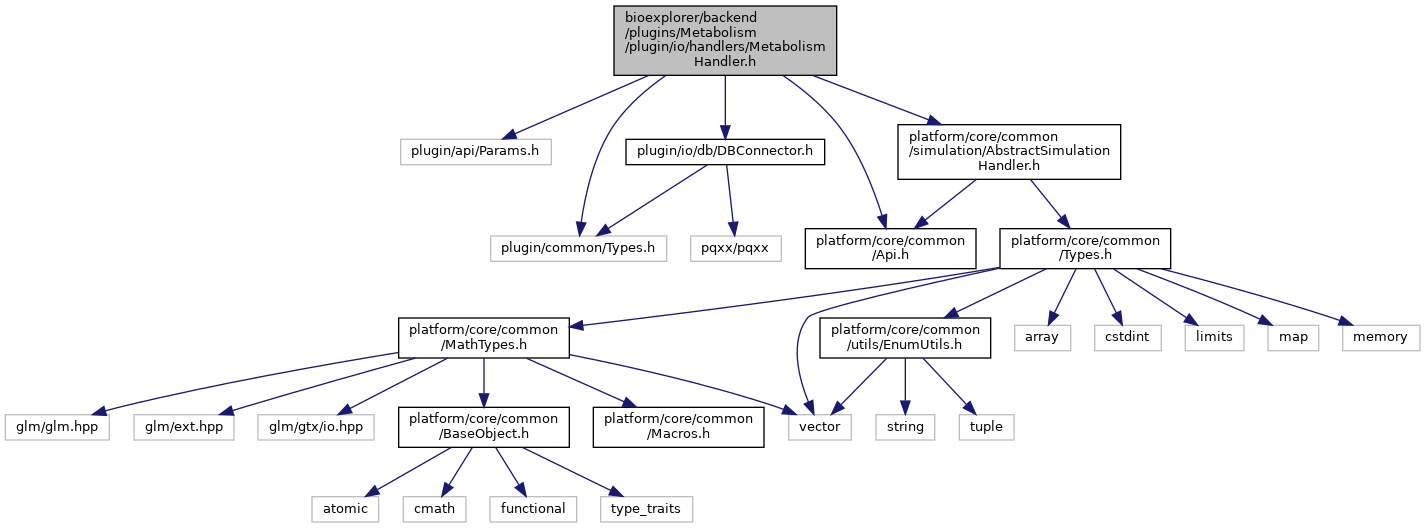 bioexplorer/backend
/plugins/Metabolism
/plugin/io/handlers/Metabolism
Handler.h
plugin/api/Params.h
plugin/io/db/DBConnector.h
platform/core/common
/simulation/AbstractSimulation
Handler.h
plugin/common/Types.h
pqxx/pqxx
platform/core/common
/Api.h
platform/core/common
/Types.h
platform/core/common
/MathTypes.h
platform/core/common
/utils/EnumUtils.h
array
cstdint
limits
map
memory
glm/glm.hpp
glm/ext.hpp
glm/gtx/io.hpp
platform/core/common
/BaseObject.h
platform/core/common
/Macros.h
vector
string
tuple
atomic
cmath
functional
type_traits